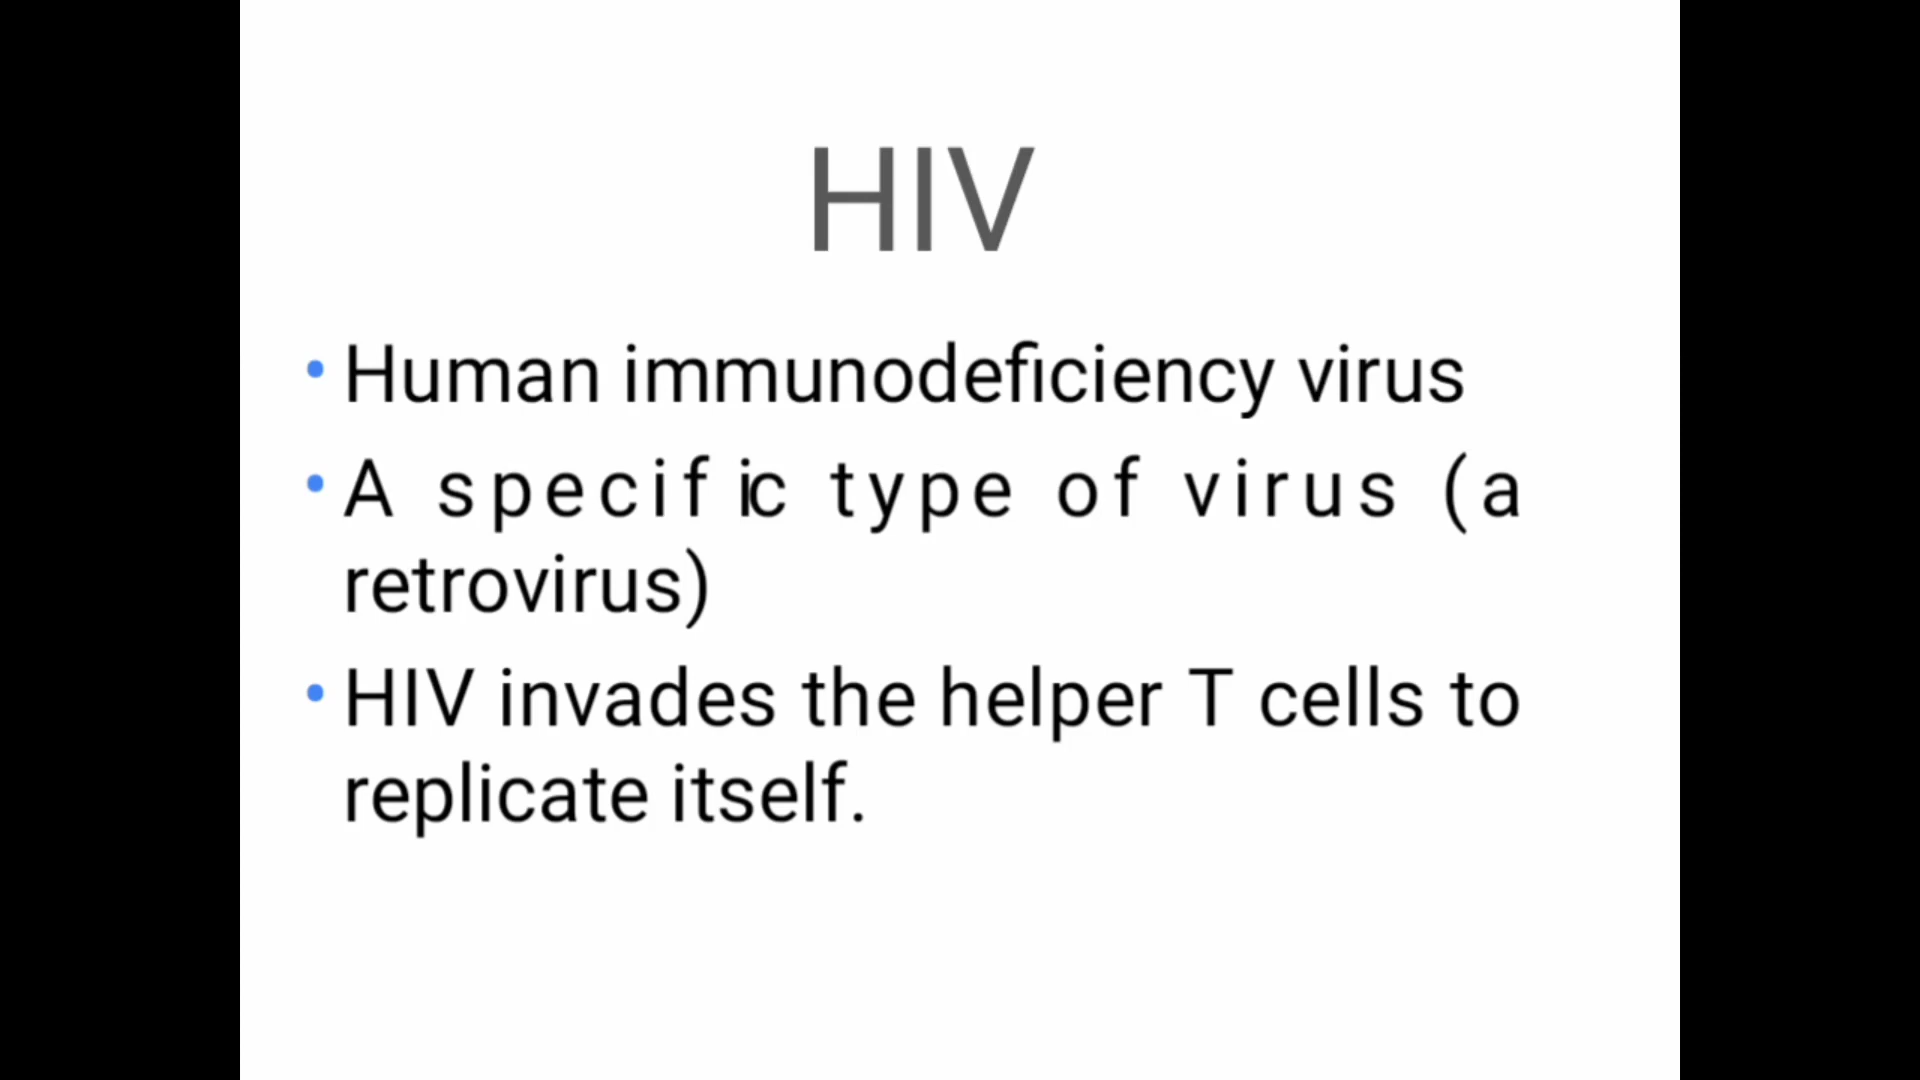 HIV
• Human immunodeficiency virus
• A specific type of virus (a
retrovirus)
• HIV invades the helper T cells to
replicate itself.